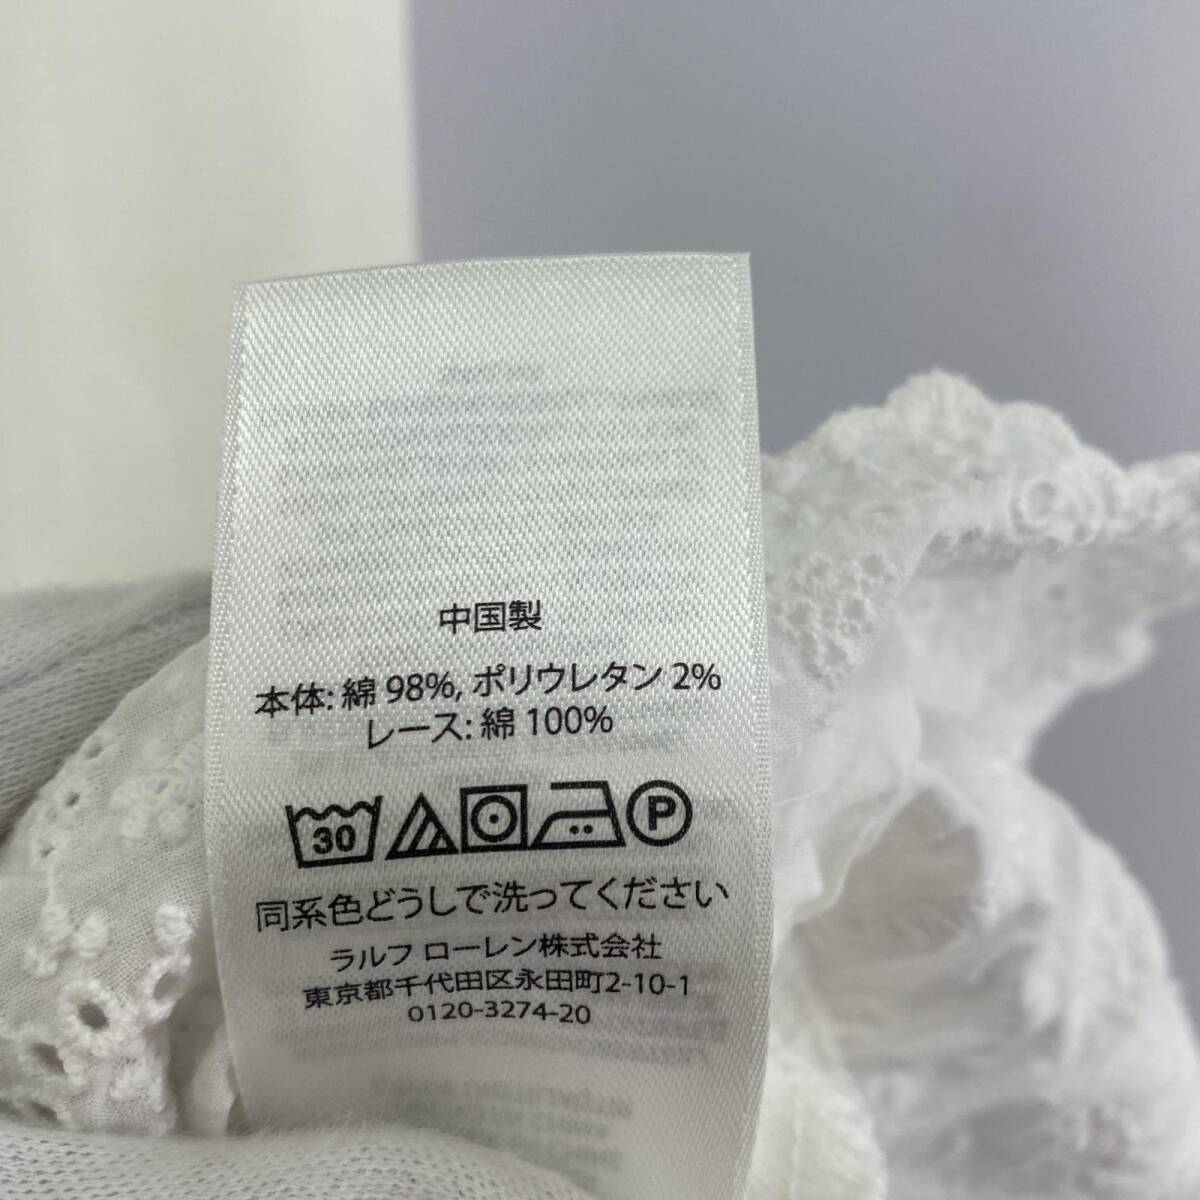 中国製
本体: 綿 98%, ポリウレタン 2%
レース: 綿 100%
30 P
同系色どうしで洗ってください
ラルフ ローレン株式会社
東京都千代田区永田町2-10-1
0120-3274-20